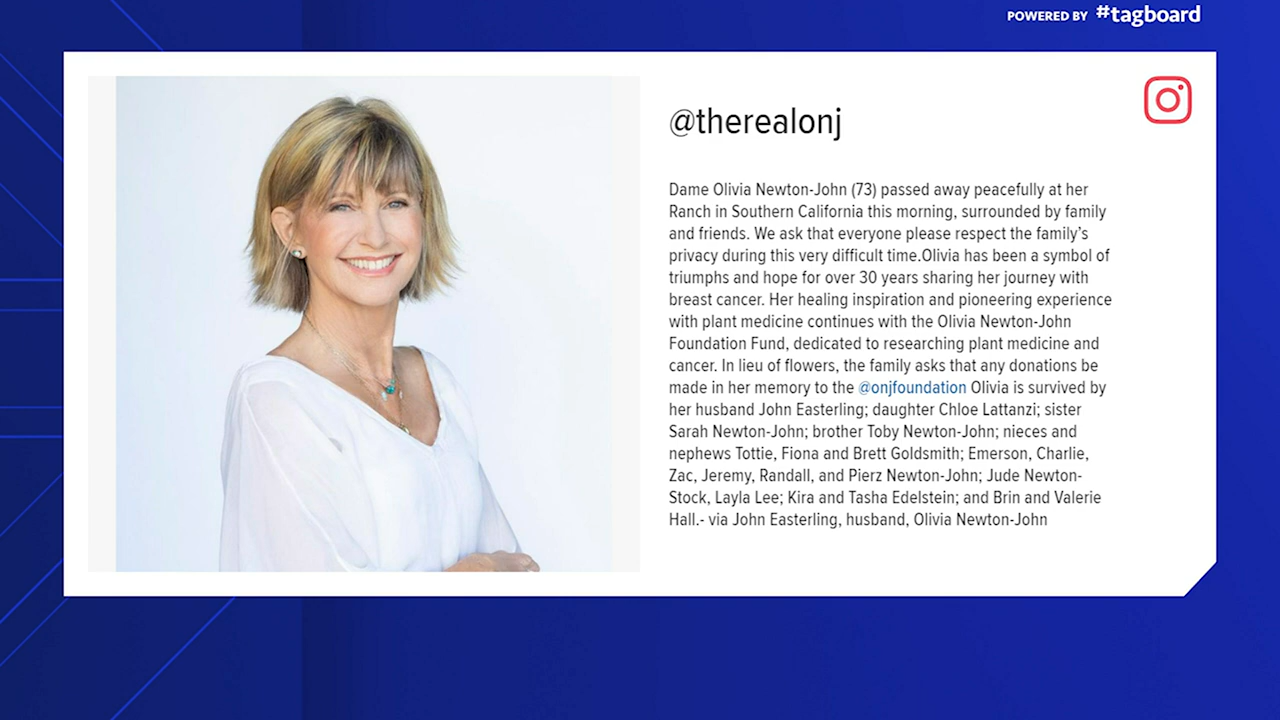 POWERED BY #tagboard
@therealonj
Dame Olivia Newton-John (73) passed away peacefully at her
Ranch in Southern California this morning, surrounded by family
and friends. We ask that everyone please respect the family’s
privacy during this very difficult time.Olivia has been a symbol of
triumphs and hope for over 30 years sharing her journey with
breast cancer. Her healing inspiration and pioneering experience
with plant medicine continues with the Olivia Newton-John
Foundation Fund, dedicated to researching plant medicine and
cancer. In lieu of flowers, the family asks that any donations be
made in her memory to the @onjfoundation Olivia is survived by
her husband John Easterling; daughter Chloe Lattanzi; sister
Sarah Newton-John; brother Toby Newton-John; nieces and
nephews Tottie, Fiona and Brett Goldsmith; Emerson, Charlie,
Zac, Jeremy, Randall, and Pierz Newton-John; Jude Newton-
Stock, Layla Lee; Kira and Tasha Edelstein; and Brin and Valerie
Hall.- via John Easterling, husband, Olivia Newton-John